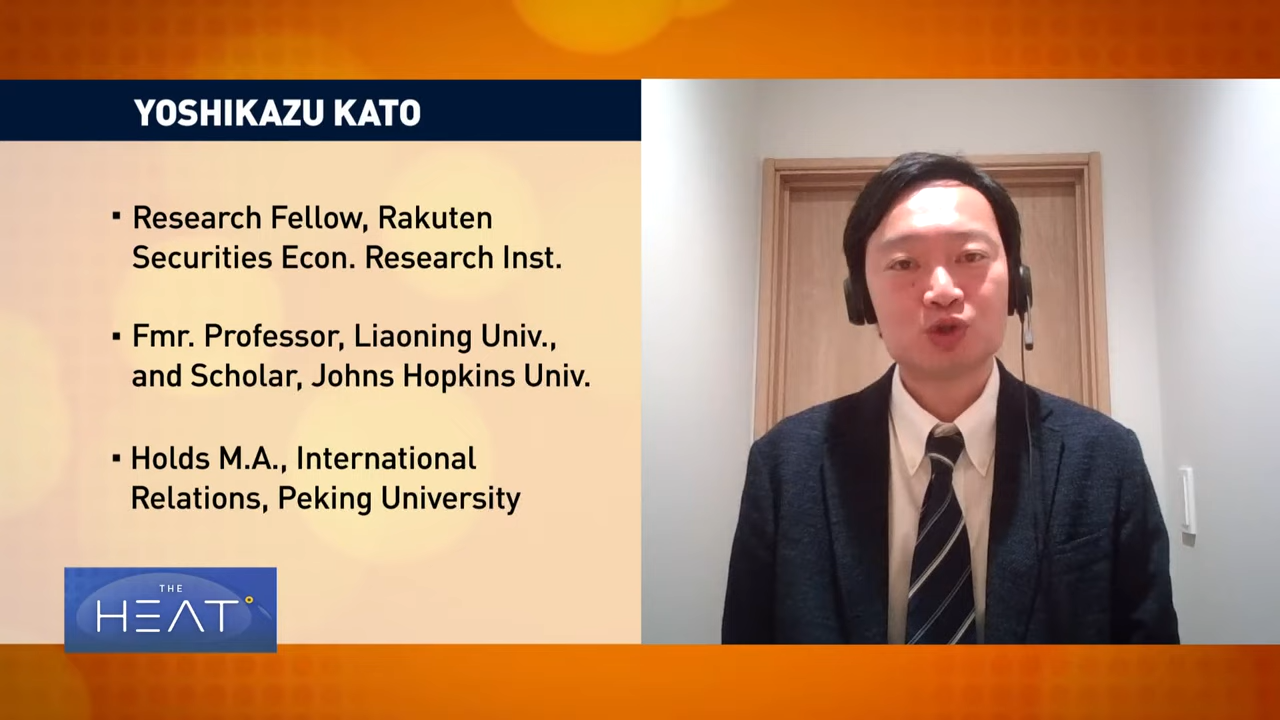 YOSHIKAZU KATO
▪ Research Fellow, Rakuten
Securities Econ. Research Inst.
▪ Fmr. Professor, Liaoning Univ.,
and Scholar, Johns Hopkins Univ.
▪ Holds M.A., International
Relations, Peking University
THE
HEAT